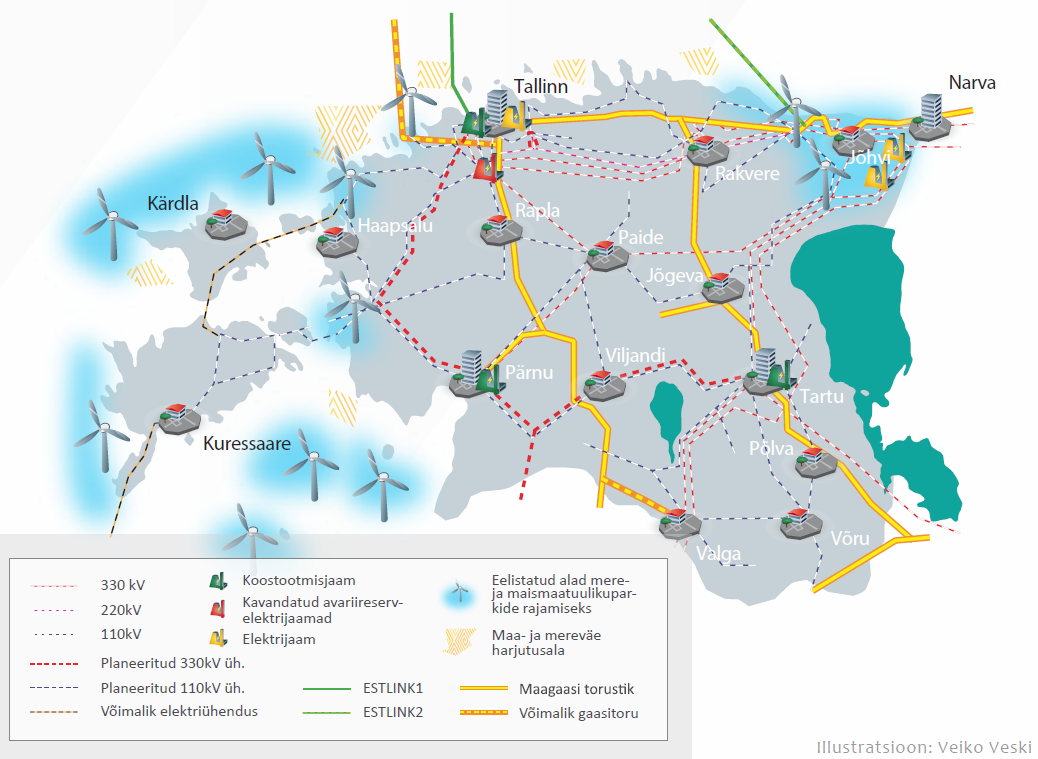 Tallinn
Narva
Jõhvi
Rakvere
Kärdla
Haapsalu
Rapla
Paide
Jõgeva
Viljandi
Pärnu
Tartu
Kuressaare
Põlva
Võru
Valga
330 kV
220kV
110kV
Planeeritud 330kV üh.
Planeeritud 110kV üh.
Võimalik elektriühendus
Koostootmisjaam
Kavandatud avariireserv-
elektrijaamad
Elektrijaam
ESTLINK1
ESTLINK2
Eelistatud alad mere-
ja maismaatuulikupar-
kide rajamiseks
Maa- ja mereväe
harjutusala
Maagaasi torustik
Võimalik gaasitoru
Illustratsioon: Veiko Veski